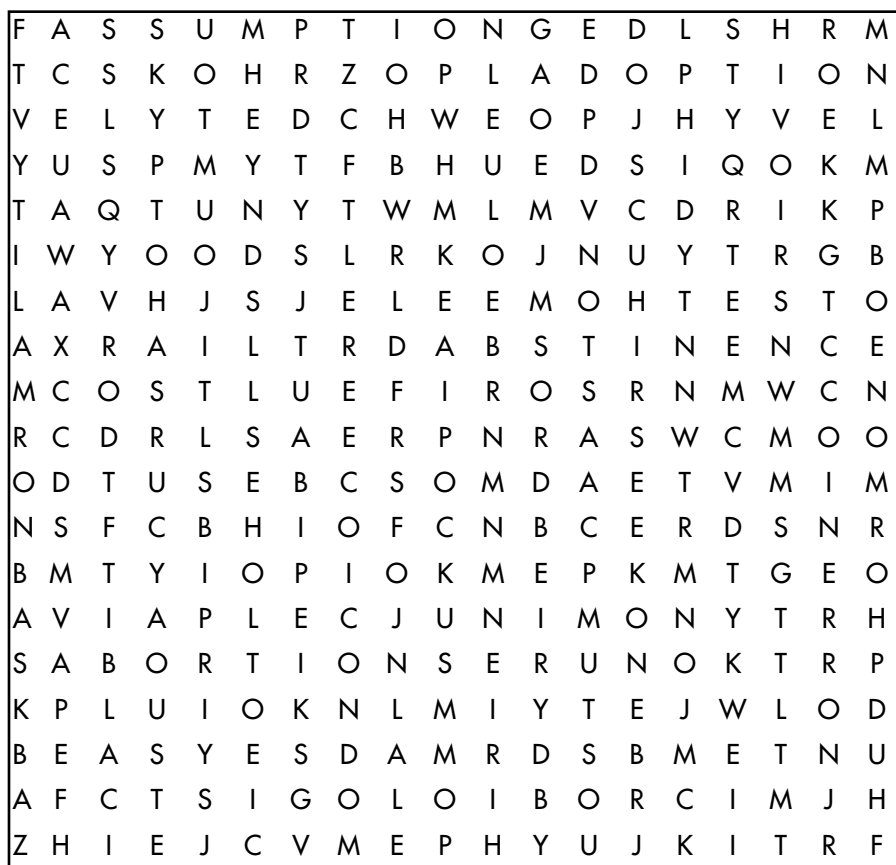 F A S S U M P T I O N G E D L S H R M
T C S K O H R Z O P L A D O P T I O N
V E L Y T E D C H W E O P J H Y V E L
Y U S P M Y T F B H U E D S I Q O K M
T A Q T U N Y T W M L M V C D R I K P
I W Y O O D S L R K O J N U Y T R G B
L A V H J S J E L E E M O H T E S T O
A X R A I L T R D A B S T I N E N C E
M C O S T L U E F I R O S R N M W C N
R C D R L S A E R P N R A S W C M O O
O D T U S E B C S O M D A E T V M I M
N S F C B H I O F C N B C E R D S N R
B M T Y I O P I O K M E P K M T G E O
A V I A P L E C J U N I M O N Y T R H
S A B O R T I O N S E R U N O K T R P
K P L U I O K N L M I Y T E J W L O D
B E A S Y E S D A M R D S B M E T N U
A F C T S I G O L O I B O R C I M J H
Z H I E J C V M E P H Y U J K I T R F